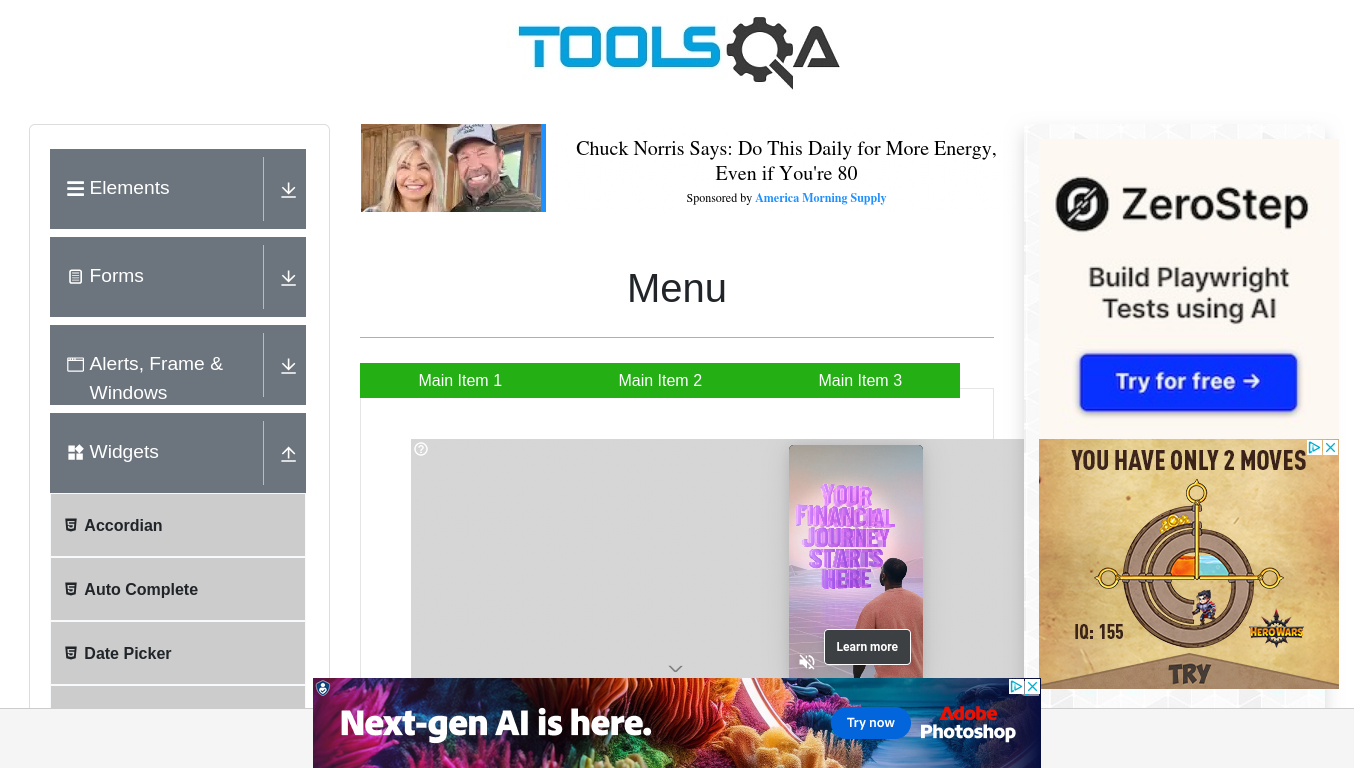 TOOLSQA
Elements
Forms
Alerts, Frame &
Windows
Widgets
Accordian
Auto Complete
Date Picker
Chuck Norris Says: Do This Daily for More Energy,
Even if You're 80
Sponsored by America Morning Supply
Menu
Main Item 1
Main Item 2
Main Item 3
YOUR
FINANCIAL
JOURNEY
STARTS
HERE
Learn more
ZeroStep
Build Playwright
Tests using AI
Try for free →
YOU HAVE ONLY 2 MOVES
IQ: 155
HERO WARS
TRY
Next-gen AI is here.
Try now
Adobe
Photoshop